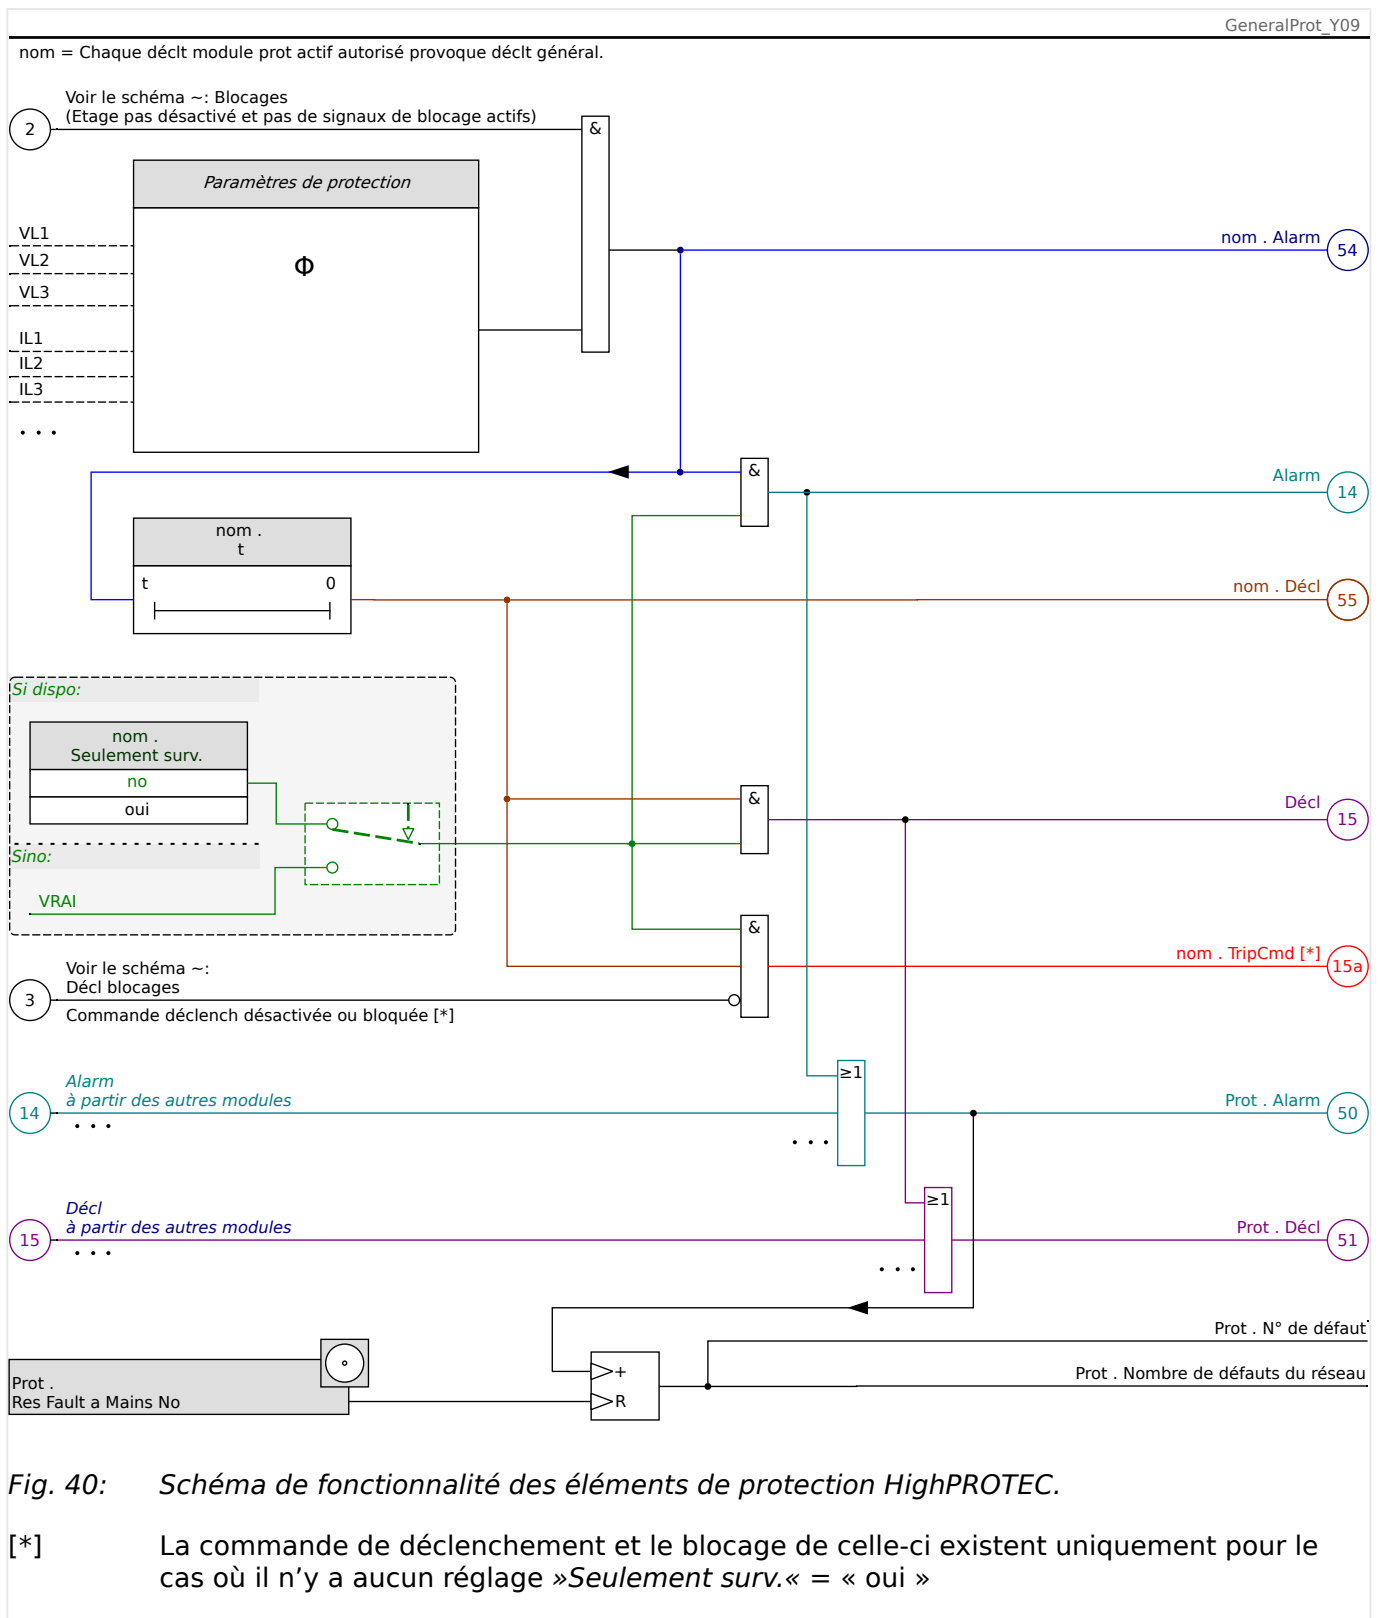 GeneralProt_Y09
nom = Chaque déclt module prot actif autorisé provoque déclt général.
Voir le schéma ~: Blocages
(Etage pas désactivé et pas de signaux de blocage actifs)
2
&
Paramètres de protection
Φ
VL1
VL2
VL3
IL1
IL2
IL3
. . .
nom . Alarm
54
&
Alarm
14
nom .
t
t 0
nom . Décl
55
Si dispo:
nom .
Seulement surv.
no
oui
Sino:
VRAI
&
Décl
15
&
nom . TripCmd [*]
15a
Voir le schéma ~:
Décl blocages
3
Commande déclench désactivée ou bloquée [*]
≥1
Alarm
à partir des autres modules
14
. . .
. . .
Prot . Alarm
50
≥1
Décl
à partir des autres modules
15
. . .
. . .
Prot . Décl
51
Prot . N° de défaut
Prot . Nombre de défauts du réseau
+
R
Prot .
Res Fault a Mains No
Fig. 40: Schéma de fonctionnalité des éléments de protection HighPROTEC.
[*] La commande de déclenchement et le blocage de celle-ci existent uniquement pour le
cas où il n’y a aucun réglage »Seulement surv.« = « oui »